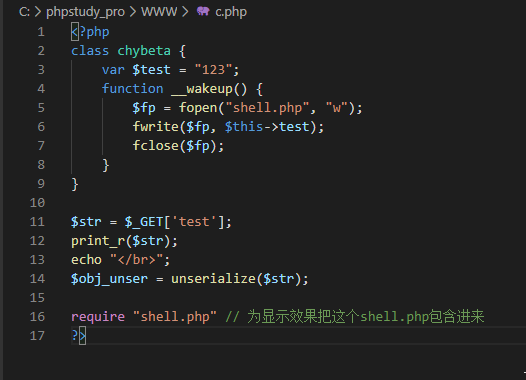 C: > phpstudy_pro > WWW > c.php
1 <?php
2 class chybeta {
3 var $test = "123";
4 function __wakeup() {
5 $fp = fopen("shell.php", "w");
6 fwrite($fp, $this->test);
7 fclose($fp);
8 }
9 }
10
11 $str = $_GET['test'];
12 print_r($str);
13 echo "</br>";
14 $obj_unser = unserialize($str);
15
16 require "shell.php" // 为显示效果把这个shell.php包含进来
17 ?>